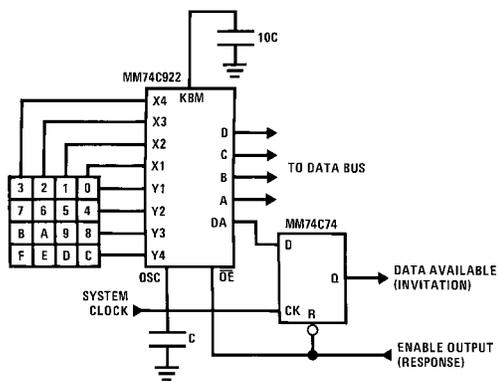 10C
MM74C922
KBM
X4
X3
X2
X1
Y1
Y2
Y3
Y4
D
C
B
A
DA
TO DATA BUS
3 2 1 0
7 6 5 4
B A 9 8
F E D C
OSC
OE
MM74C74
D
Q
CK
R
DATA AVAILABLE
(INVITATION)
SYSTEM
CLOCK
C
ENABLE OUTPUT
(RESPONSE)